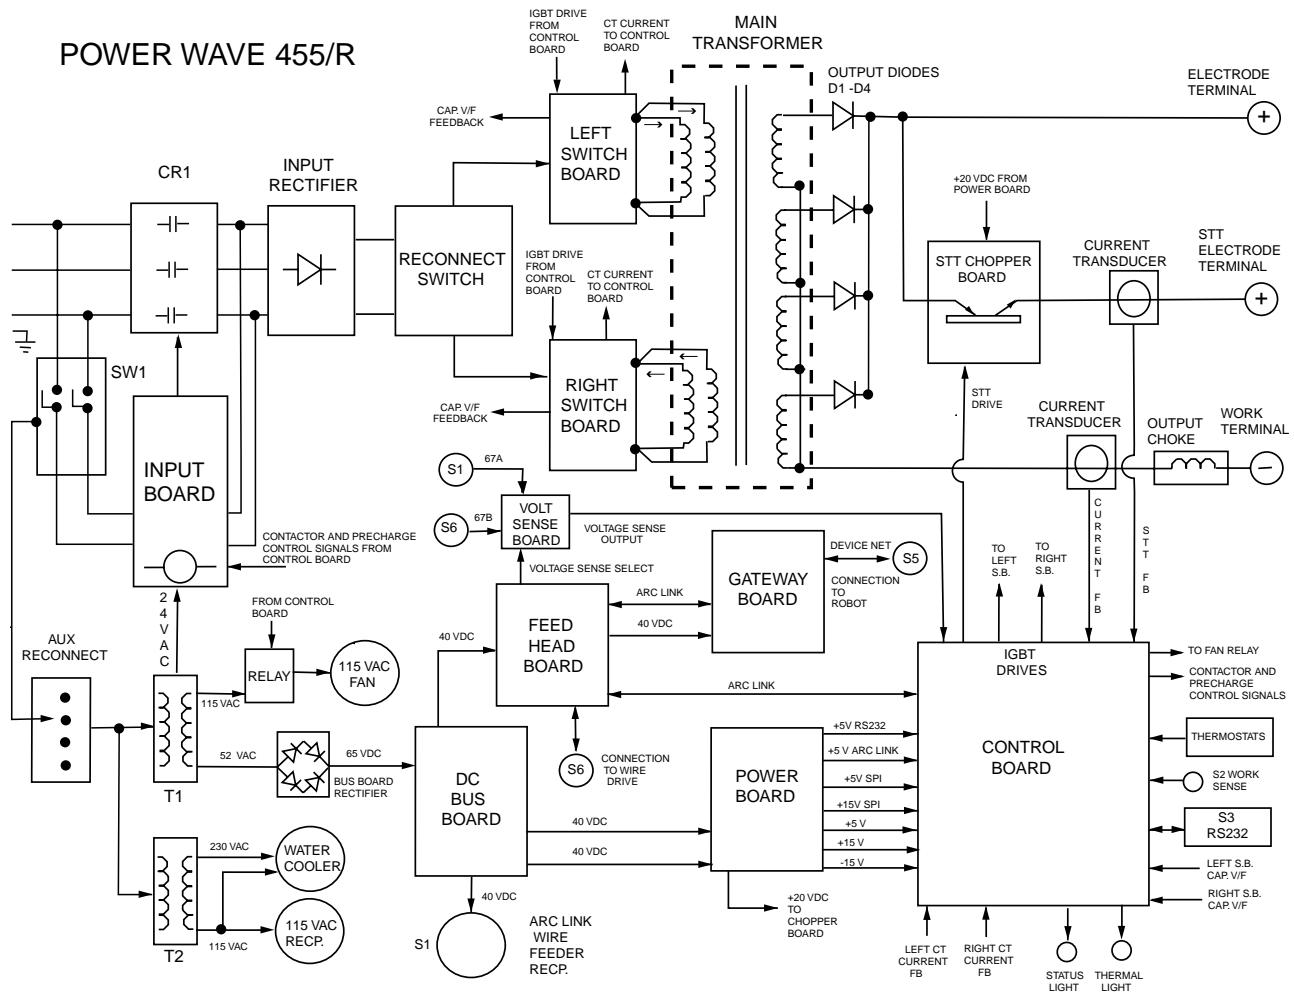 POWER WAVE 455/R
IGBT DRIVE
FROM
CONTROL
BOARD
CT CURRENT
TO CONTROL
BOARD
MAIN
TRANSFORMER
OUTPUT DIODES
D1 -D4
ELECTRODE
TERMINAL
+
CAP. V/F
FEEDBACK
LEFT
SWITCH
BOARD
CR1
INPUT
RECTIFIER
RECONNECT
SWITCH
+20 VDC FROM
POWER BOARD
STT CHOPPER
BOARD
CURRENT
TRANSDUCER
STT
ELECTRODE
TERMINAL
+
IGBT DRIVE
FROM
CONTROL
BOARD
CT CURRENT
TO CONTROL
BOARD
RIGHT
SWITCH
BOARD
CAP. V/F
FEEDBACK
SW1
STT
DRIVE
CURRENT
TRANSDUCER
OUTPUT
CHOKE
WORK
TERMINAL
–
INPUT
BOARD
S1
67A
S6
67B
VOLT
SENSE
BOARD
VOLTAGE SENSE
OUTPUT
VOLTAGE SENSE SELECT
CONTACTOR AND PRECHARGE
CONTROL SIGNALS FROM
CONTROL BOARD
24VAC
GATEWAY
BOARD
DEVICE NET
S5
CONNECTION
TO
ROBOT
TO
LEFT
S.B.
TO
RIGHT
S.B.
CURRENT FB
STT FB
FROM CONTROL
BOARD
ARC LINK
40 VDC
FEED
HEAD
BOARD
40 VDC
AUX
RECONNECT
RELAY
115 VAC
FAN
115 VAC
ARC LINK
IGBT
DRIVES
CONTROL
BOARD
TO FAN RELAY
CONTACTOR AND
PRECHARGE
CONTROL SIGNALS
THERMOSTATS
S2 WORK
SENSE
S3
RS232
LEFT S.B.
CAP. V/F
RIGHT S.B.
CAP. V/F
52 VAC
65 VDC
BUS BOARD
RECTIFIER
T1
DC
BUS
BOARD
S6
CONNECTION
TO WIRE
DRIVE
POWER
BOARD
+5V RS232
+5 V ARC LINK
+5V SPI
+15V SPI
+5 V
+15 V
-15 V
40 VDC
40 VDC
230 VAC
WATER
COOLER
115 VAC
RECP.
115 VAC
T2
40 VDC
S1
ARC LINK
WIRE
FEEDER
RECP.
+20 VDC
TO
CHOPPER
BOARD
LEFT CT
CURRENT
FB
RIGHT CT
CURRENT
FB
STATUS
LIGHT
THERMAL
LIGHT